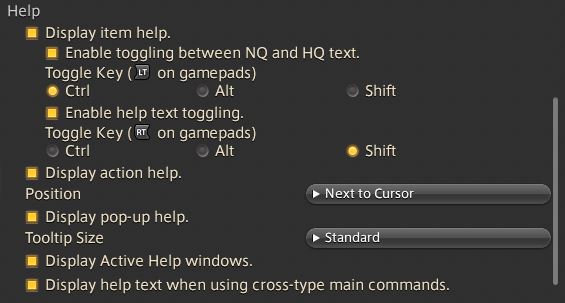 Help
Display item help.
Enable toggling between NQ and HQ text.
Toggle Key (LT on gamepads)
Ctrl Alt Shift
Enable help text toggling.
Toggle Key (RT on gamepads)
Ctrl Alt Shift
Display action help.
Position Next to Cursor
Display pop-up help.
Tooltip Size Standard
Display Active Help windows.
Display help text when using cross-type main commands.